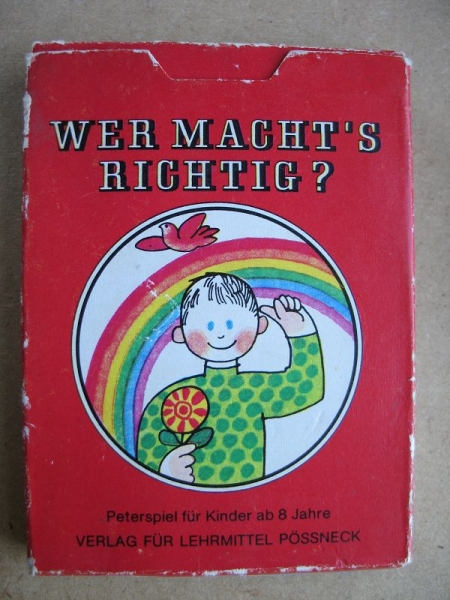 WER MACHT'S
RICHTIG?
Peterspiel für Kinder ab 8 Jahre
VERLAG FÜR LEHRMITTEL PÖSSNECK